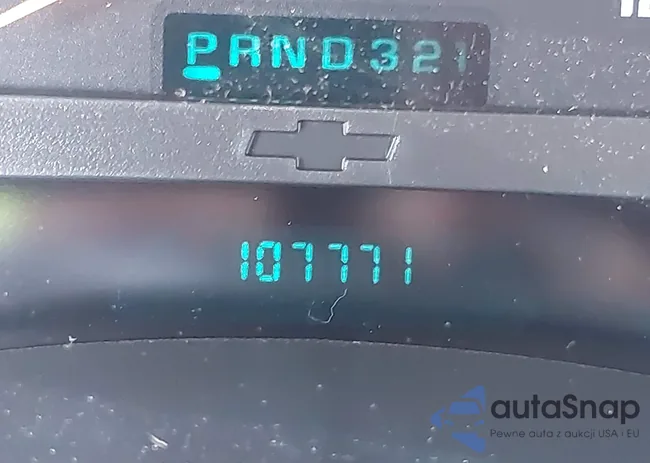 PRND321
107771
autaSnap
Pewne auta z aukcji USA i EU